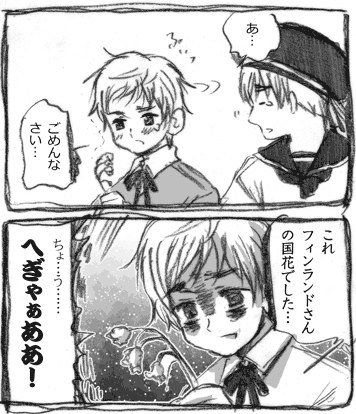 あ…
ごめんな
さい…
これ
フィンランドさん
の国花でした…
ちょ…う……
へぎゃぁああ！